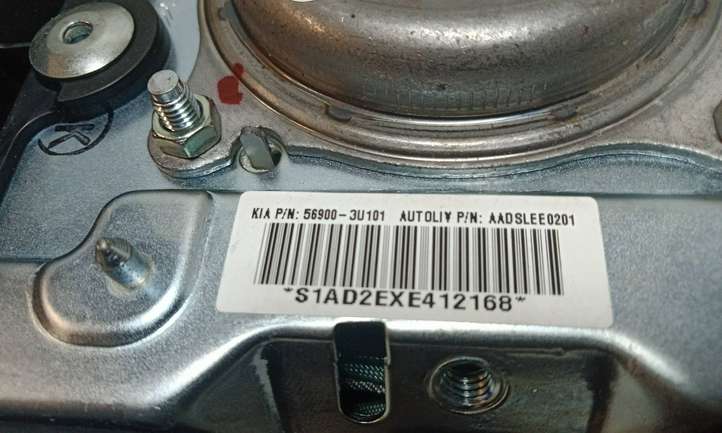 KIA P/N: 56900-3U101 AUTOLIV P/N: AADSLEE0201
*S1AD2EXE412168*